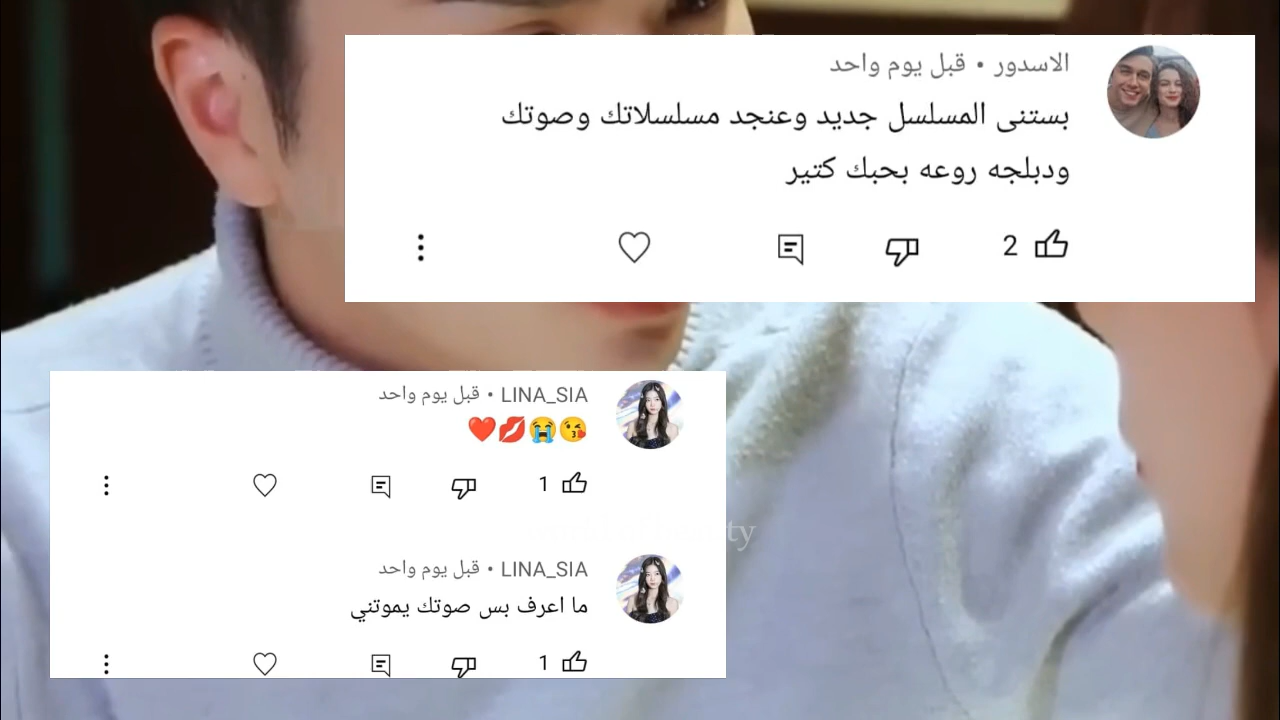 الاسدور • قبل يوم واحد
بستنى المسلسل جديد وعنجد مسلسلاتك وصوتك
ودبلجه روعه بحبك كتير
2
LINA_SIA • قبل يوم واحد
😘😭💋❤️
1
LINA_SIA • قبل يوم واحد
ما اعرف بس صوتك يموتني
1